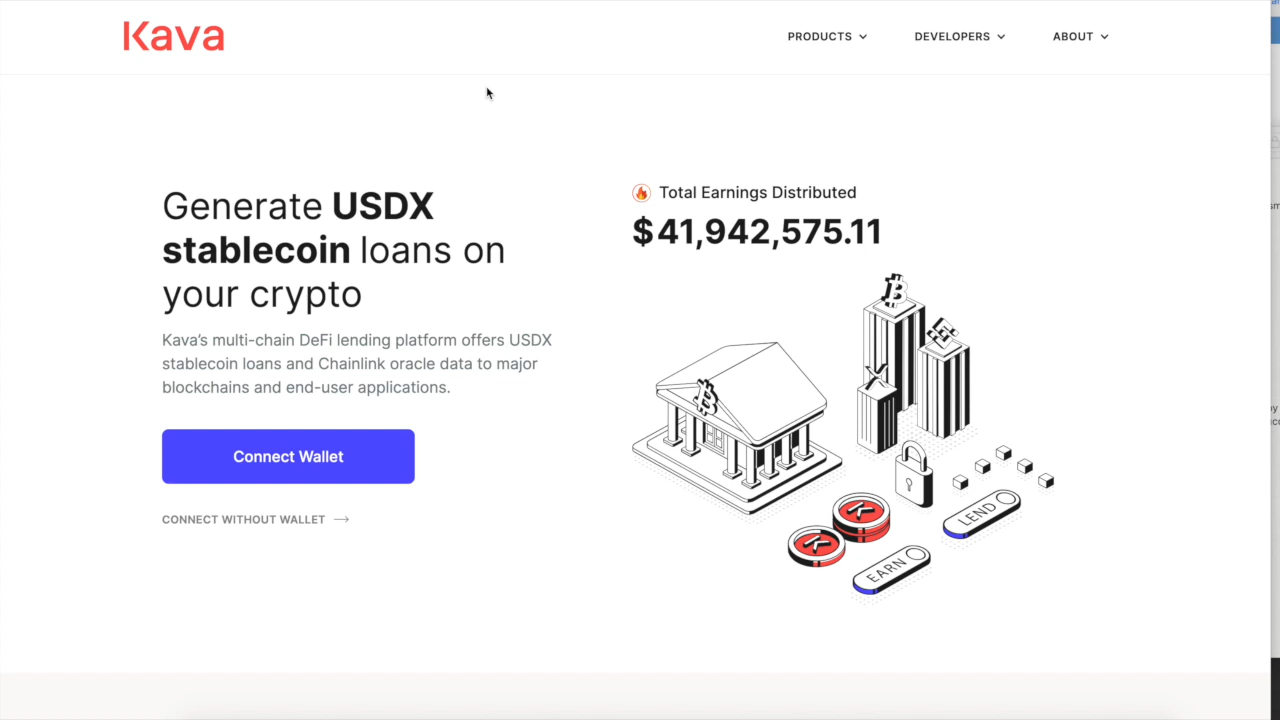 Kava
PRODUCTS
DEVELOPERS
ABOUT
Generate USDX
stablecoin loans on
your crypto
Kava’s multi-chain DeFi lending platform offers USDX
stablecoin loans and Chainlink oracle data to major
blockchains and end-user applications.
Connect Wallet
CONNECT WITHOUT WALLET
Total Earnings Distributed
$41,942,575.11
LEND
EARN